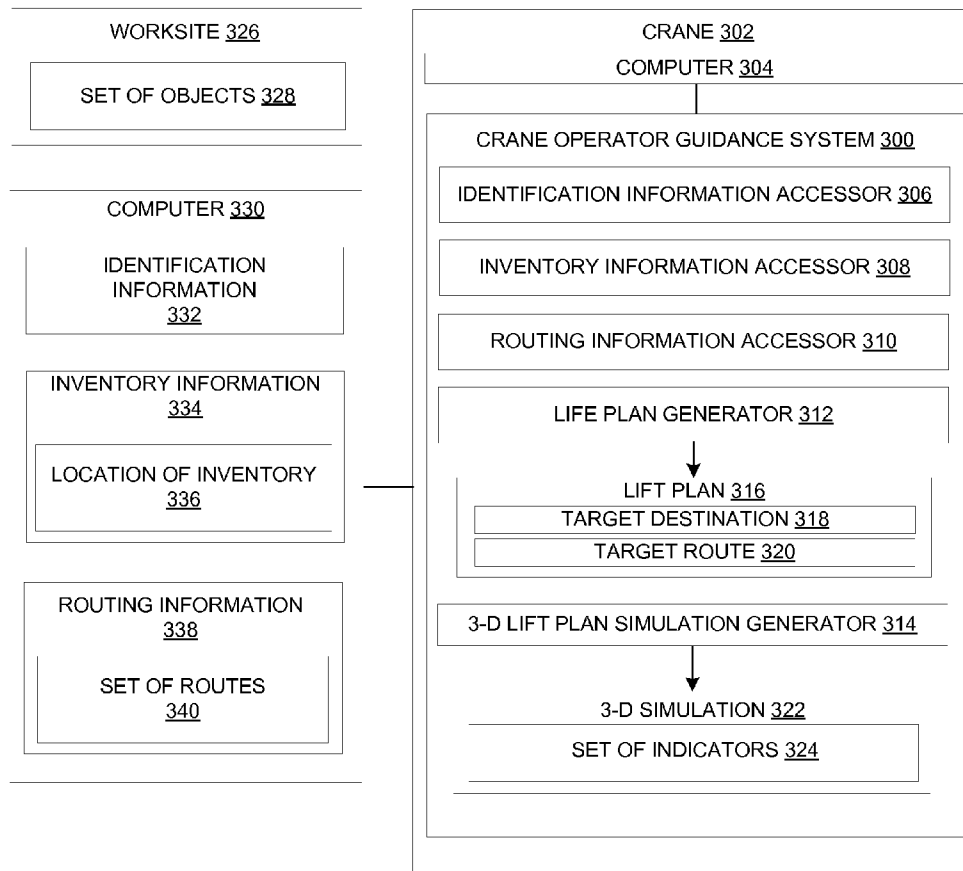 WORKSITE 326
SET OF OBJECTS 328
COMPUTER 330
IDENTIFICATION
INFORMATION
332
INVENTORY INFORMATION
334
LOCATION OF INVENTORY
336
ROUTING INFORMATION
338
SET OF ROUTES
340
CRANE 302
COMPUTER 304
CRANE OPERATOR GUIDANCE SYSTEM 300
IDENTIFICATION INFORMATION ACCESSOR 306
INVENTORY INFORMATION ACCESSOR 308
ROUTING INFORMATION ACCESSOR 310
LIFE PLAN GENERATOR 312
LIFT PLAN 316
TARGET DESTINATION 318
TARGET ROUTE 320
3-D LIFT PLAN SIMULATION GENERATOR 314
3-D SIMULATION 322
SET OF INDICATORS 324